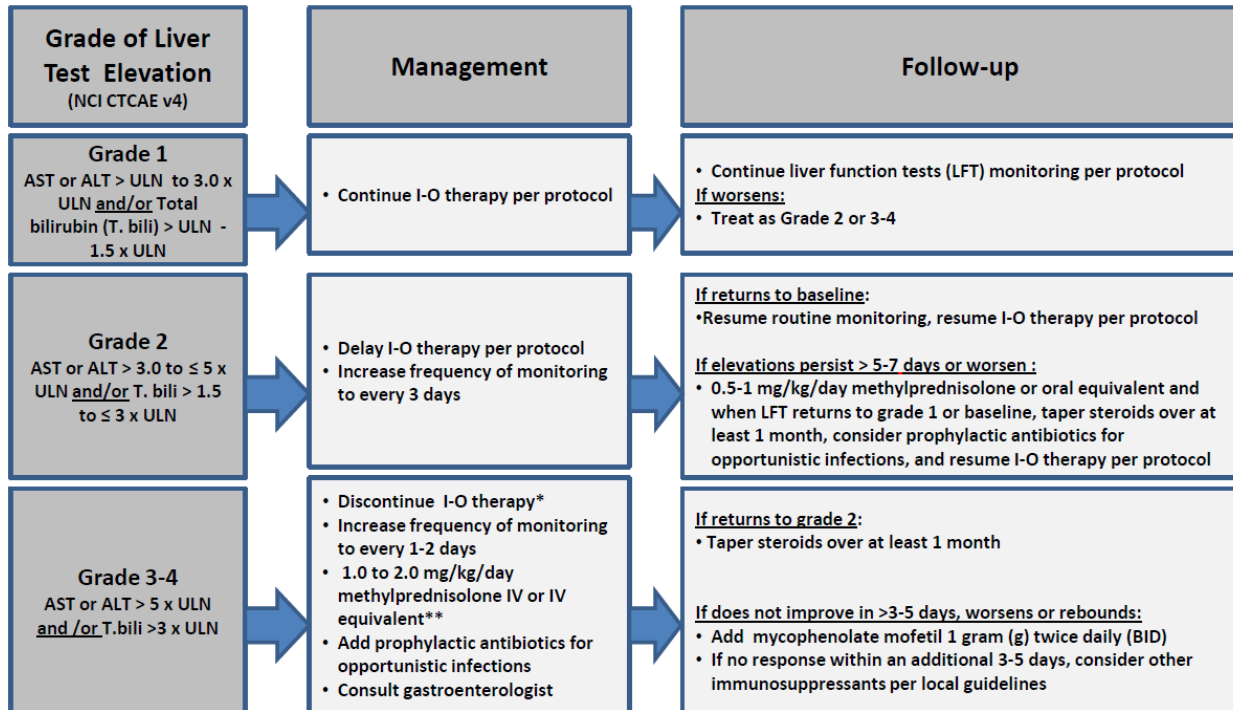 Grade of Liver
Test Elevation
(NCI CTCAE v4)
Management
Follow-up
Grade 1
AST or ALT > ULN to 3.0 x
ULN and/or Total
bilirubin (T. bili) > ULN -
1.5 x ULN
• Continue I-O therapy per protocol
• Continue liver function tests (LFT) monitoring per protocol
If worsens:
• Treat as Grade 2 or 3-4
Grade 2
AST or ALT > 3.0 to ≤ 5 x
ULN and/or T. bili > 1.5
to ≤ 3 x ULN
• Delay I-O therapy per protocol
• Increase frequency of monitoring
to every 3 days
If returns to baseline:
•Resume routine monitoring, resume I-O therapy per protocol
If elevations persist > 5-7 days or worsen :
• 0.5-1 mg/kg/day methylprednisolone or oral equivalent and
when LFT returns to grade 1 or baseline, taper steroids over at
least 1 month, consider prophylactic antibiotics for
opportunistic infections, and resume I-O therapy per protocol
Grade 3-4
AST or ALT > 5 x ULN
and /or T.bili >3 x ULN
• Discontinue I-O therapy*
• Increase frequency of monitoring
to every 1-2 days
• 1.0 to 2.0 mg/kg/day
methylprednisolone IV or IV
equivalent**
• Add prophylactic antibiotics for
opportunistic infections
• Consult gastroenterologist
If returns to grade 2:
• Taper steroids over at least 1 month
If does not improve in >3-5 days, worsens or rebounds:
• Add mycophenolate mofetil 1 gram (g) twice daily (BID)
• If no response within an additional 3-5 days, consider other
immunosuppressants per local guidelines